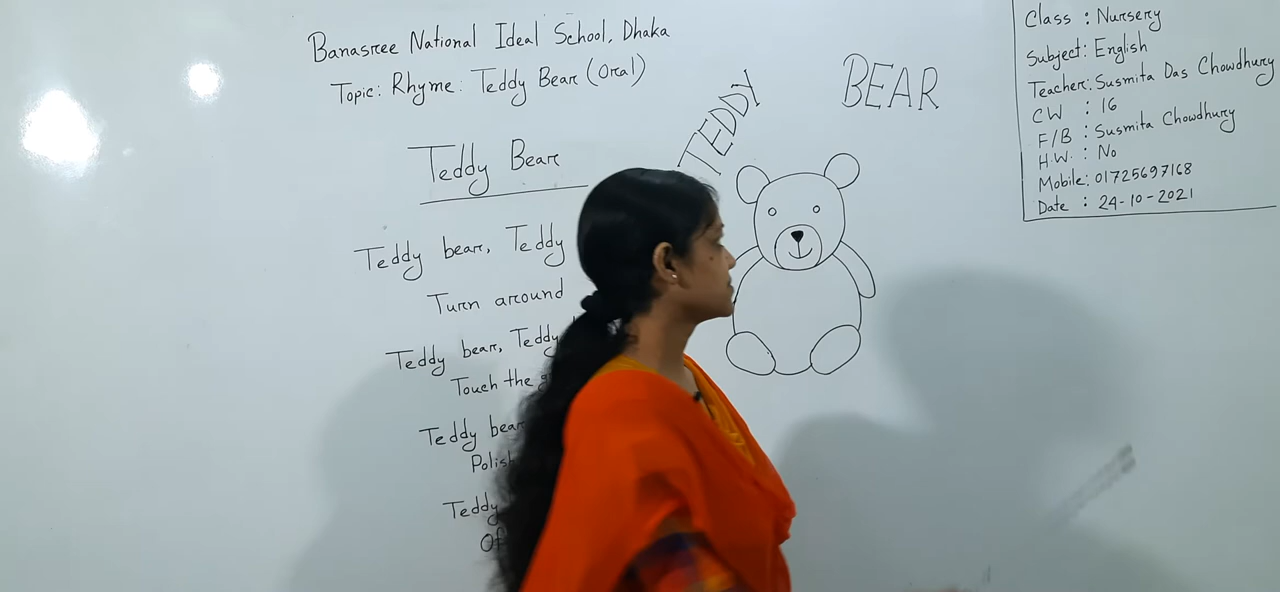 Banasree National Ideal School, Dhaka
Topic: Rhyme: Teddy Bear (Oral)
Teddy Bear
Teddy bear, Teddy
Turn around
Teddy bear, Teddy
Touch the
Teddy bear
Teddy
TEDDY
BEAR
Class : Nursery
Subject: English
Teacher: Susmita Das Chowdhury
CW : 16
F/B : Susmita Chowdhury
H.W. : No
Mobile: 01725697168
Date : 24-10-2021